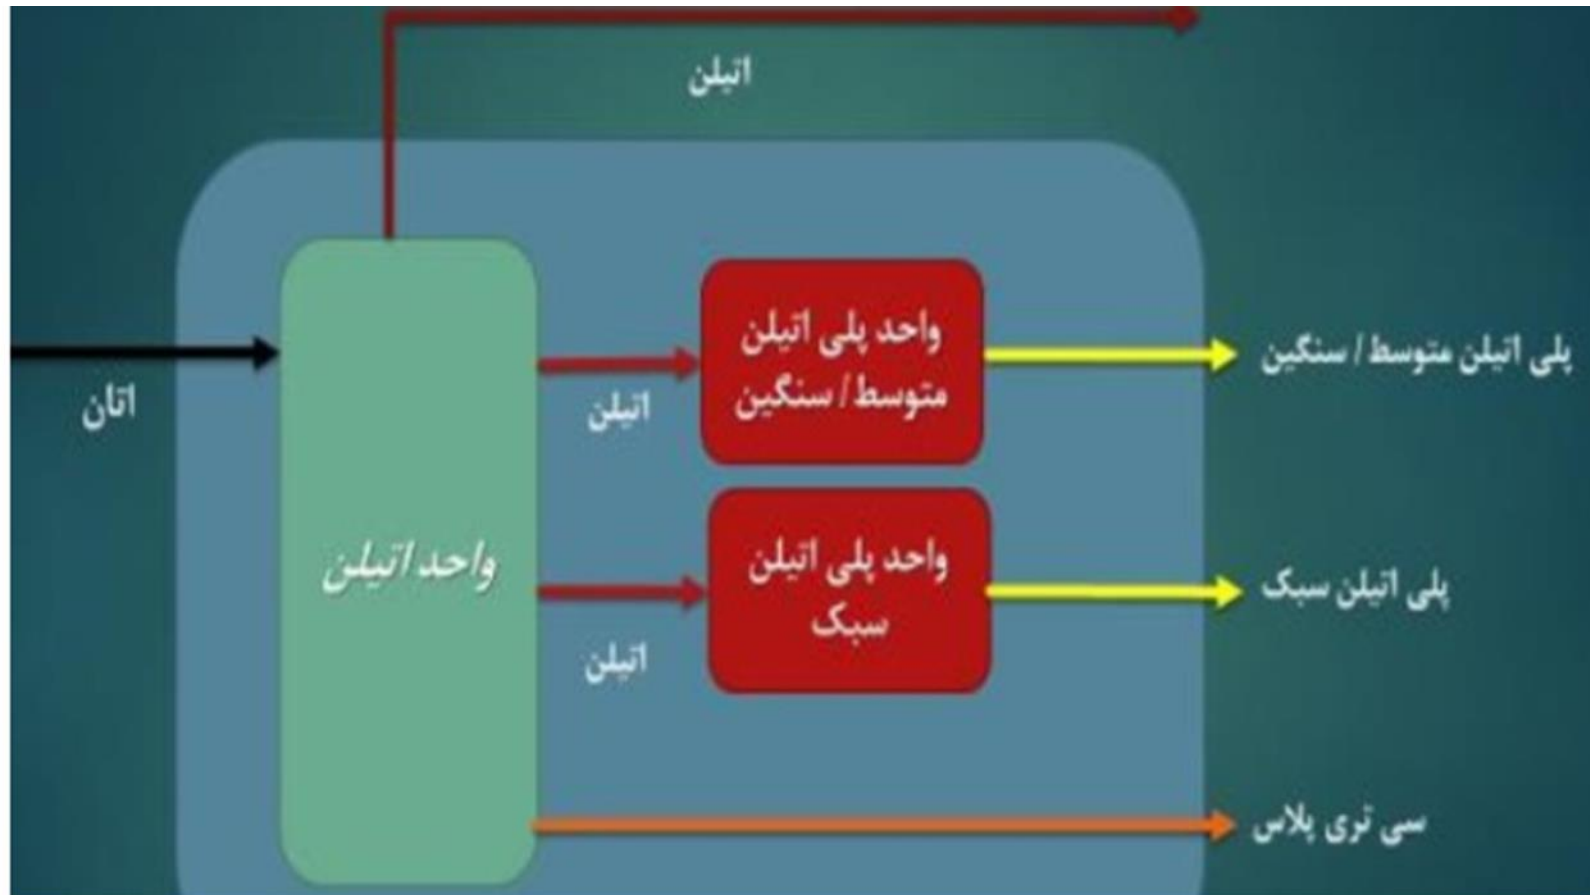 اتیلن
واحد پلی اتیلن
متوسط / سنگین
پلی اتیلن متوسط / سنگین
اتیلن
اتان
واحد اتیلن
واحد پلی اتیلن
سبک
پلی اتیلن سبک
اتیلن
سی تری پلاس